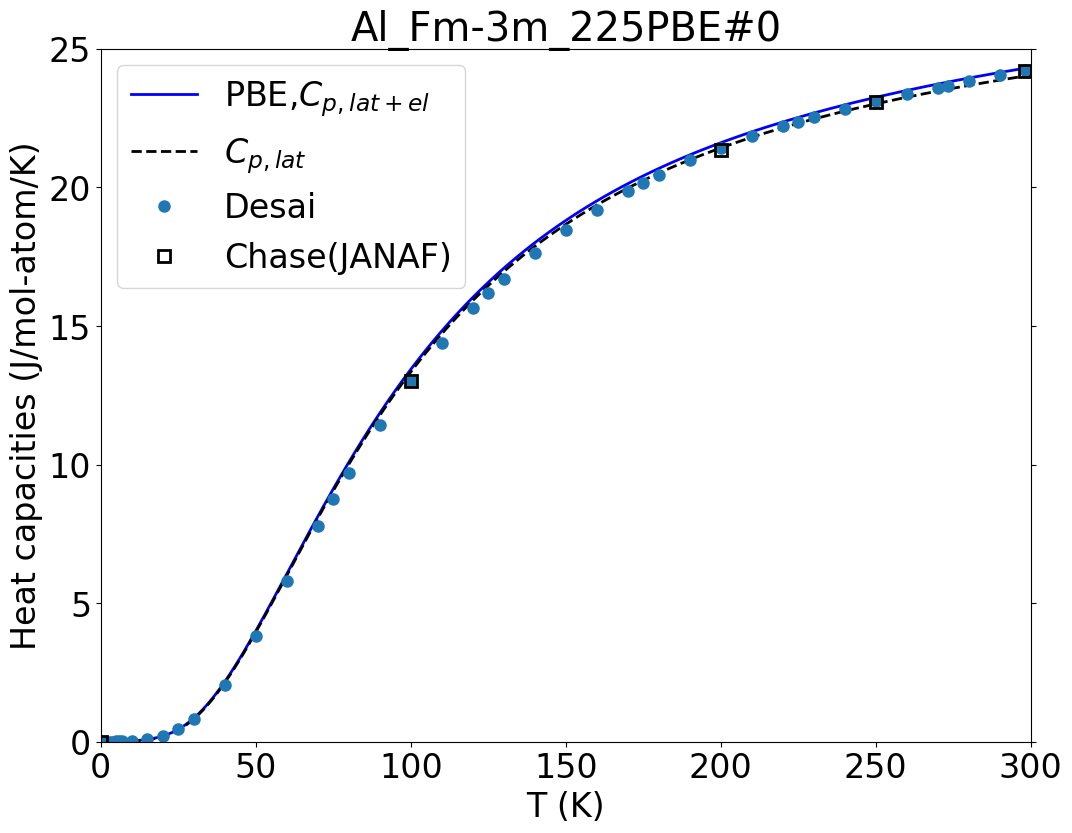 Al_Fm-3m_225PBE#0
25
20
15
10
5
0
Heat capacities (J/mol-atom/K)
PBE,C_{p, lat+el}
C_{p, lat}
Desai
Chase(JANAF)
0 50 100 150 200 250 300
T (K)